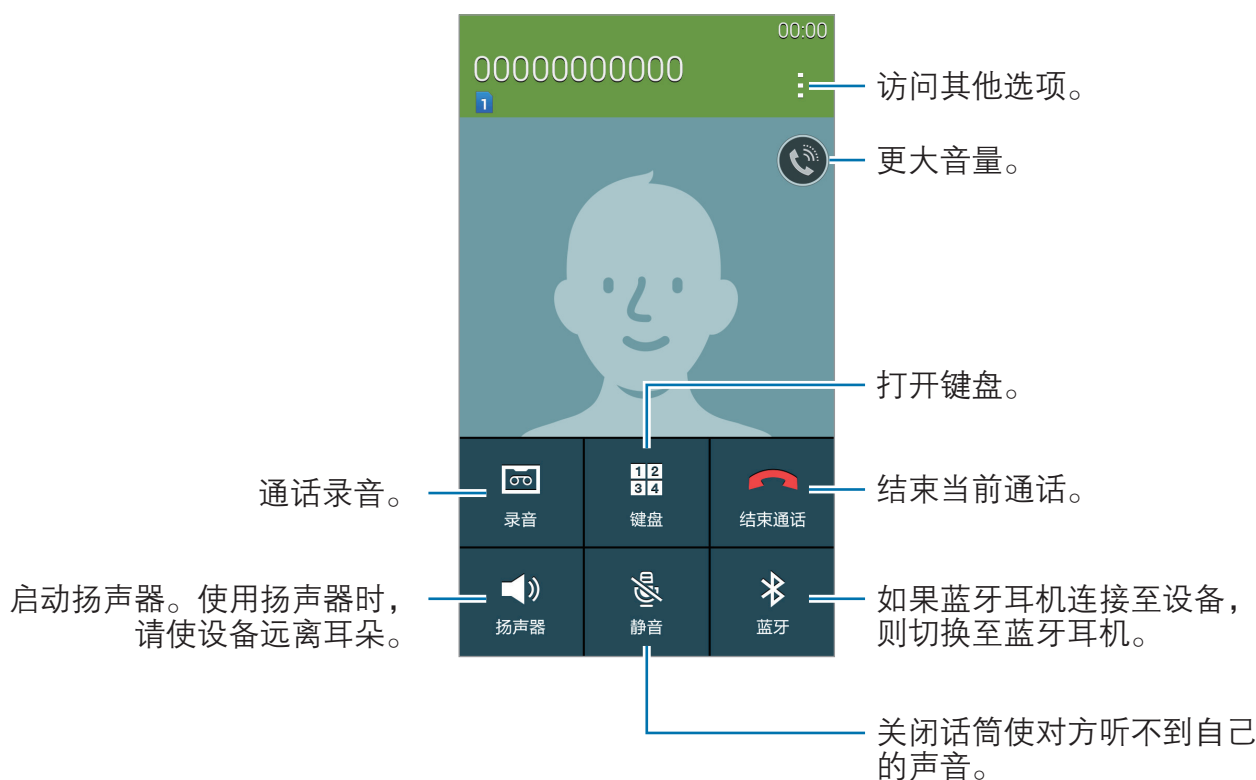 00:00
00000000000
1
访问其他选项。
更大音量。
打开键盘。
1 2
3 4
通话录音。
录音
键盘
结束通话
结束当前通话。
启动扬声器。使用扬声器时，
请使设备远离耳朵。
扬声器
静音
蓝牙
如果蓝牙耳机连接至设备，
则切换至蓝牙耳机。
关闭话筒使对方听不到自己
的声音。